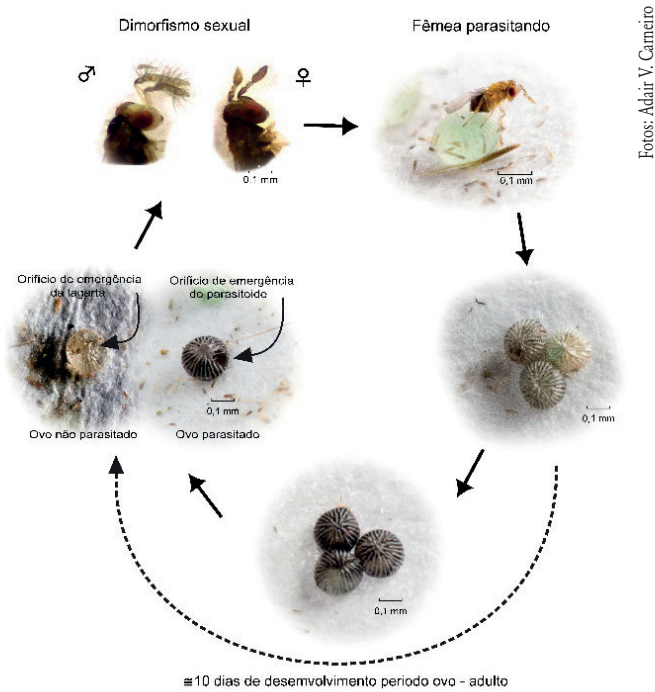 Dimorfismo sexual
Fêmea parasitando
Fotos: Adair V. Carneiro
♂
♀
0.1 mm
0,1 mm
Orifício de emergência
da lagarta
Orifício de emergência
do parasitoide
0,1 mm
0,1 mm
Ovo não parasitado
Ovo parasitado
0,1 mm
≅10 dias de desenvolvimento periodo ovo - adulto